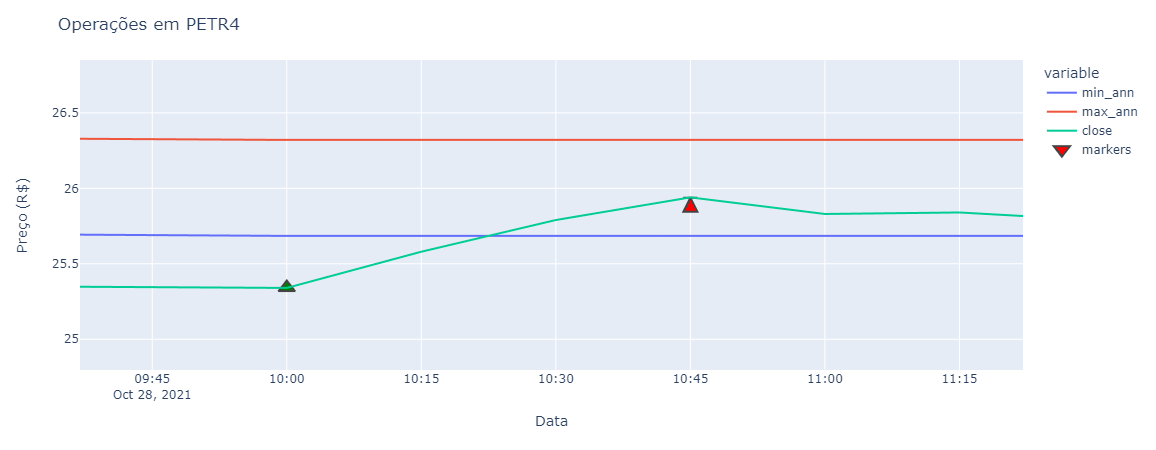 Operações em PETR4
variable
min_ann
max_ann
close
markers
Preço (R$)
26.5
26
25.5
25
09:45
10:00
10:15
10:30
10:45
11:00
11:15
Oct 28, 2021
Data